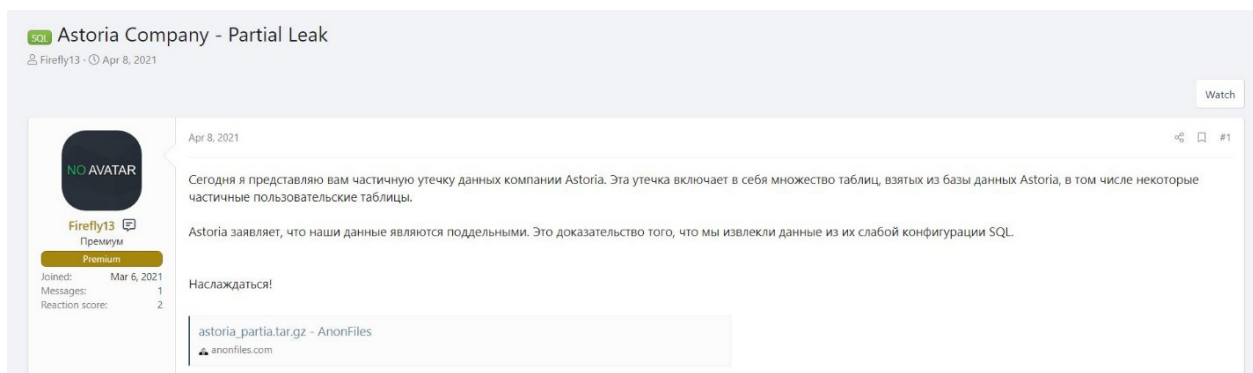 SQL Astoria Company - Partial Leak
Firefly13 · Apr 8, 2021
Watch
NO AVATAR
Firefly13
Премиум
Premium
Joined: Mar 6, 2021
Messages: 1
Reaction score: 2
Apr 8, 2021 #1
Сегодня я представляю вам частичную утечку данных компании Astoria. Эта утечка включает в себя множество таблиц, взятых из базы данных Astoria, в том числе некоторые
частичные пользовательские таблицы.
Astoria заявляет, что наши данные являются поддельными. Это доказательство того, что мы извлекли данные из их слабой конфигурации SQL.
Наслаждаться!
astoria_partia.tar.gz - AnonFiles
anonfiles.com